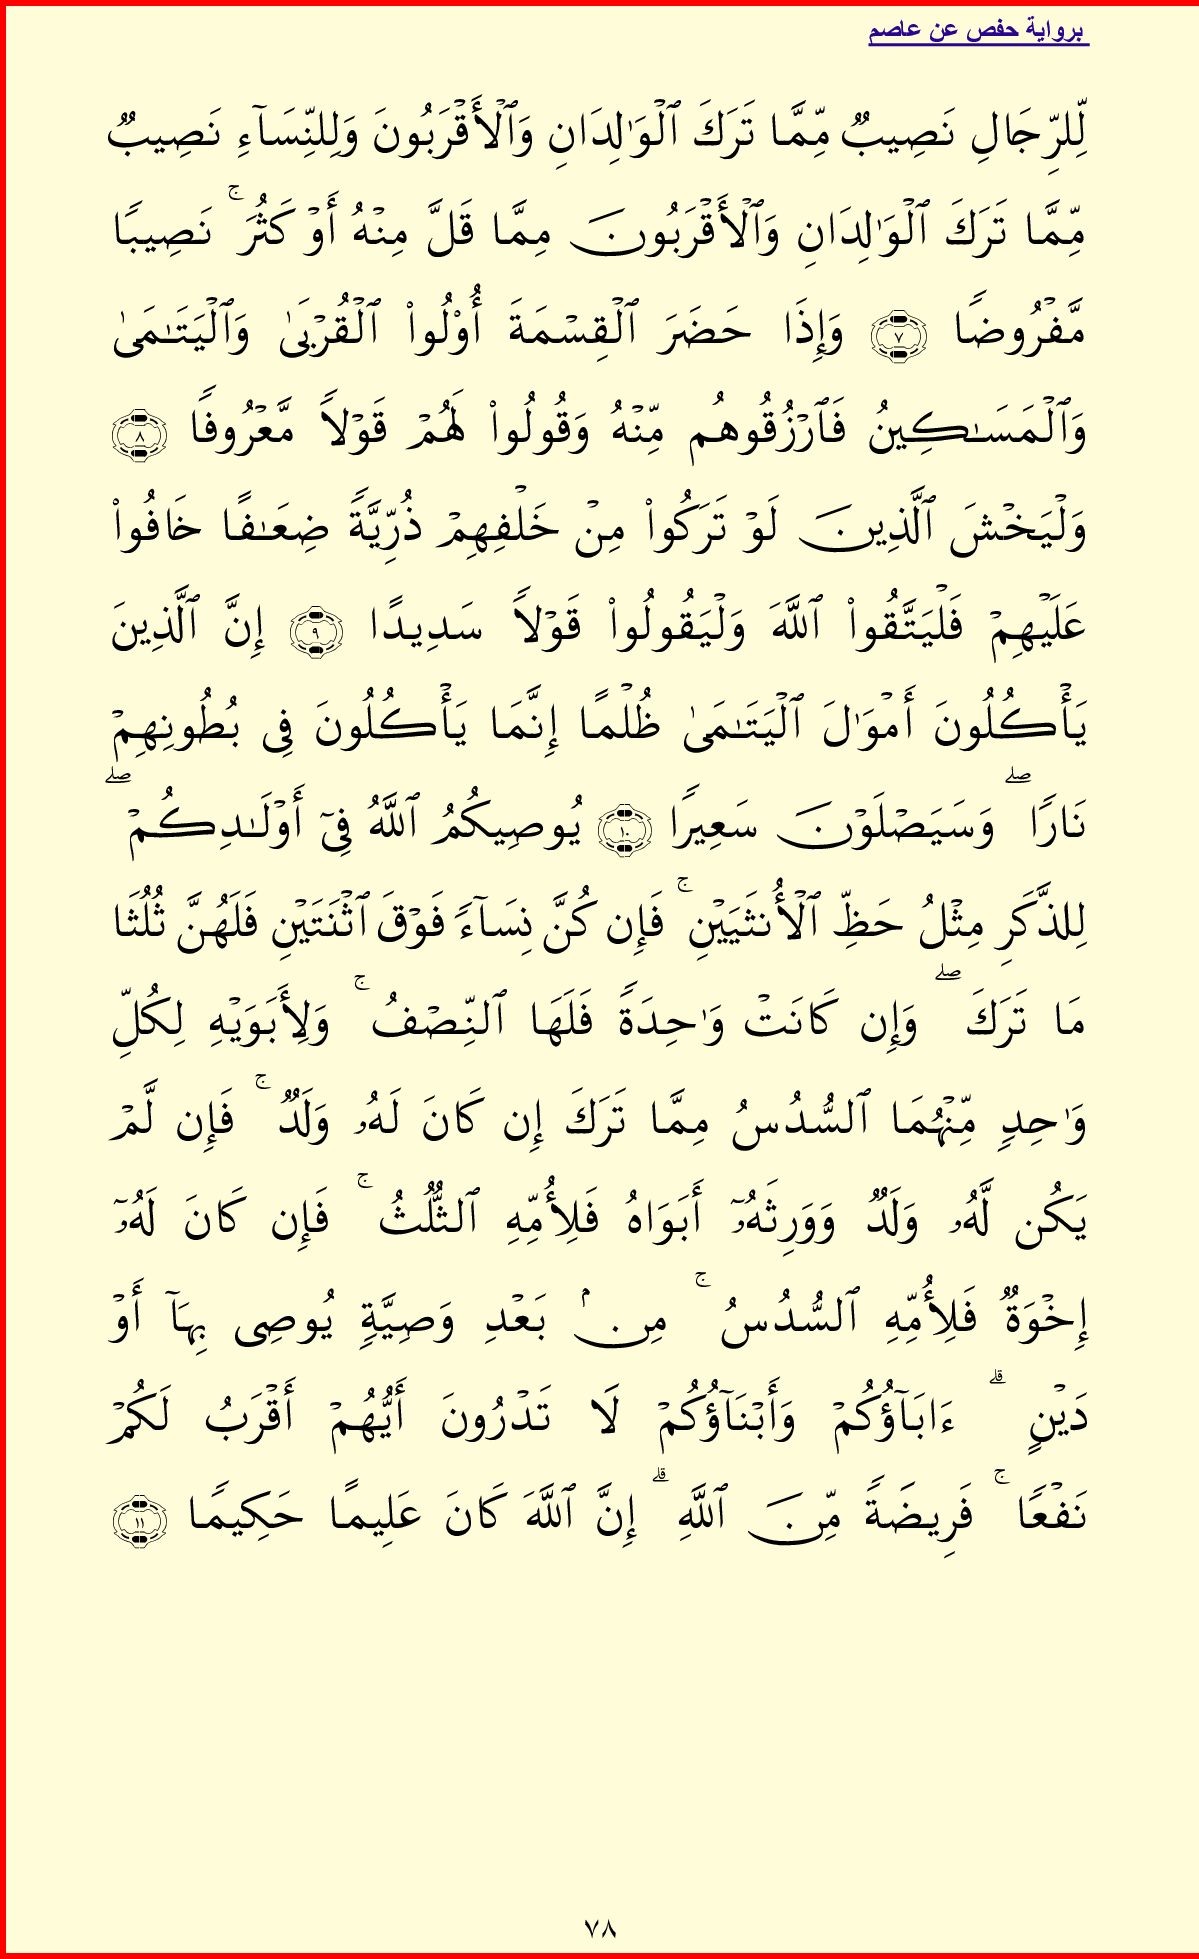 برواية حفص عن عاصم
لِّلرِّجَالِ نَصِيبٌ مِّمَّا تَرَكَ ٱلْوَٰلِدَانِ وَٱلْأَقْرَبُونَ وَلِلنِّسَآءِ نَصِيبٌ
مِّمَّا تَرَكَ ٱلْوَٰلِدَانِ وَٱلْأَقْرَبُونَ مِمَّا قَلَّ مِنْهُ أَوْ كَثُرَ ۚ نَصِيبًا
مَّفْرُوضًا ٧ وَإِذَا حَضَرَ ٱلْقِسْمَةَ أُو۟لُوا۟ ٱلْقُرْبَىٰ وَٱلْيَتَـٰمَىٰ
وَٱلْمَسَـٰكِينُ فَٱرْزُقُوهُم مِّنْهُ وَقُولُوا۟ لَهُمْ قَوْلًا مَّعْرُوفًا ٨
وَلْيَخْشَ ٱلَّذِينَ لَوْ تَرَكُوا۟ مِنْ خَلْفِهِمْ ذُرِّيَّةً ضِعَـٰفًا خَافُوا۟
عَلَيْهِمْ فَلْيَتَّقُوا۟ ٱللَّهَ وَلْيَقُولُوا۟ قَوْلًا سَدِيدًا ٩ إِنَّ ٱلَّذِينَ
يَأْكُلُونَ أَمْوَٰلَ ٱلْيَتَـٰمَىٰ ظُلْمًا إِنَّمَا يَأْكُلُونَ فِى بُطُونِهِمْ
نَارًا ۖ وَسَيَصْلَوْنَ سَعِيرًا ١٠ يُوصِيكُمُ ٱللَّهُ فِىٓ أَوْلَـٰدِكُمْ ۖ
لِلذَّكَرِ مِثْلُ حَظِّ ٱلْأُنثَيَيْنِ ۚ فَإِن كُنَّ نِسَآءً فَوْقَ ٱثْنَتَيْنِ فَلَهُنَّ ثُلُثَا
مَا تَرَكَ ۖ وَإِن كَانَتْ وَٰحِدَةً فَلَهَا ٱلنِّصْفُ ۚ وَلِأَبَوَيْهِ لِكُلِّ
وَٰحِدٍ مِّنْهُمَا ٱلسُّدُسُ مِمَّا تَرَكَ إِن كَانَ لَهُۥ وَلَدٌ ۚ فَإِن لَّمْ
يَكُن لَّهُۥ وَلَدٌ وَوَرِثَهُۥٓ أَبَوَاهُ فَلِأُمِّهِ ٱلثُّلُثُ ۚ فَإِن كَانَ لَهُۥٓ
إِخْوَةٌ فَلِأُمِّهِ ٱلسُّدُسُ ۚ مِنۢ بَعْدِ وَصِيَّةٍ يُوصِى بِهَآ أَوْ
دَيْنٍ ۗ ءَابَآؤُكُمْ وَأَبْنَآؤُكُمْ لَا تَدْرُونَ أَيُّهُمْ أَقْرَبُ لَكُمْ
نَفْعًا ۚ فَرِيضَةً مِّنَ ٱللَّهِ ۗ إِنَّ ٱللَّهَ كَانَ عَلِيمًا حَكِيمًا ١١
٧٨